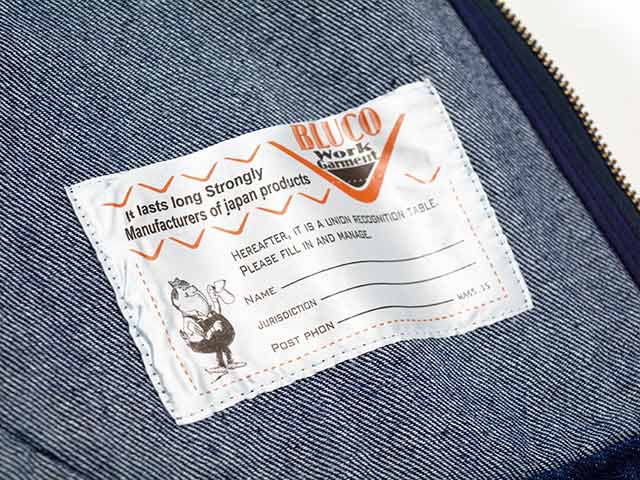 BLUCO
Work
Garment
It lasts long Strongly
Manufacturers of japan products
HEREAFTER, IT IS A UNION RECOGNITION TABLE.
PLEASE FILL IN AND MANAGE.
NAME
JURISDICTION
POST PHON